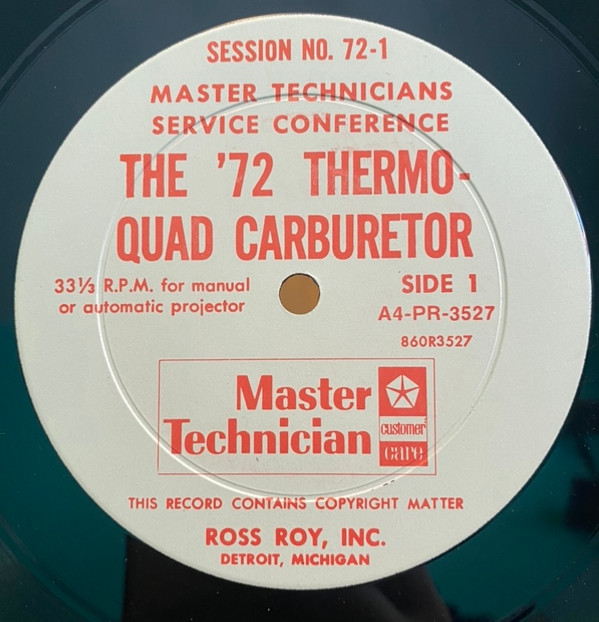 SESSION NO. 72-1
MASTER TECHNICIANS
SERVICE CONFERENCE
THE '72 THERMO-
QUAD CARBURETOR
33⅓ R.P.M. for manual
or automatic projector
SIDE 1
A4-PR-3527
860R3527
Master
Technician
customer
care
THIS RECORD CONTAINS COPYRIGHT MATTER
ROSS ROY, INC.
DETROIT, MICHIGAN